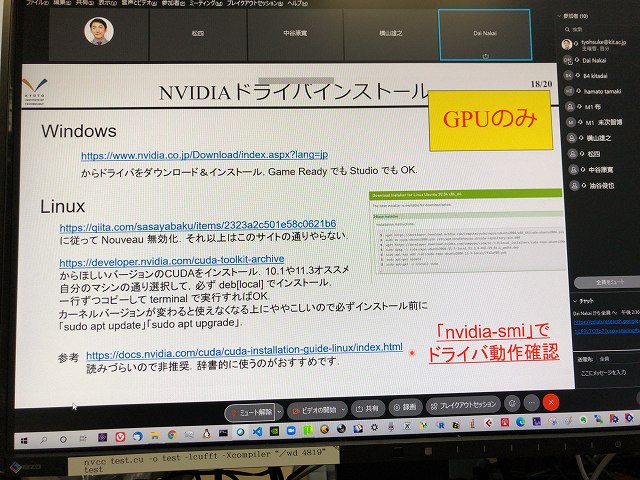 ファイル(F) 編集(E) 共有(S) 表示(V) 音声とビデオ(A) 参加者(P) ミーティング(M) ブレイクアウトセッション(B) ヘルプ(H)
松四
中谷康寛
横山雄之
Dai Nakai
KYOTO
INSTITUTE OF
TECHNOLOGY
NVIDIAドライバインストール
18/20
GPUのみ
Windows
https://www.nvidia.co.jp/Download/index.aspx?lang=jp
からドライバをダウンロード＆インストール. Game Ready でも Studio でも OK.
Linux
https://qiita.com/sasayabaku/items/2323a2c501e58c0621b6
に従って Nouveau 無効化. それ以上はこのサイトの通りやらない.
https://developer.nvidia.com/cuda-toolkit-archive
からほしいバージョンのCUDAをインストール. 10.1や11.3オススメ
自分のマシンの通り選択して, 必ず deb[local] でインストール.
一行ずつコピーして terminal で実行すればOK.
カーネルバージョンが変わると使えなくなる上にややこしいので必ずインストール前に
「sudo apt update」「sudo apt upgrade」.
参考 https://docs.nvidia.com/cuda/cuda-installation-guide-linux/index.html
読みづらいので非推奨. 辞書的に使うのがおすすめです.
「nvidia-smi」で
ドライバ動作確認
参加者 (10)
検索
tyohsuke@kit.ac.jp
主催者, 自分
Dai Nakai
B4 kitadai
hamato tamaki
M1 布
M1 末次智博
横山雄之
松四
中谷康寛
油谷俊也
全員をミュート
チャット
送信先: 全員
ここにメッセージを入力
ミュート解除
ビデオの開始
共有
録画
ブレイクアウトセッション
EIZO
nvcc test.cu -o test -lcufft -Xcompiler "/wd 4819"
test